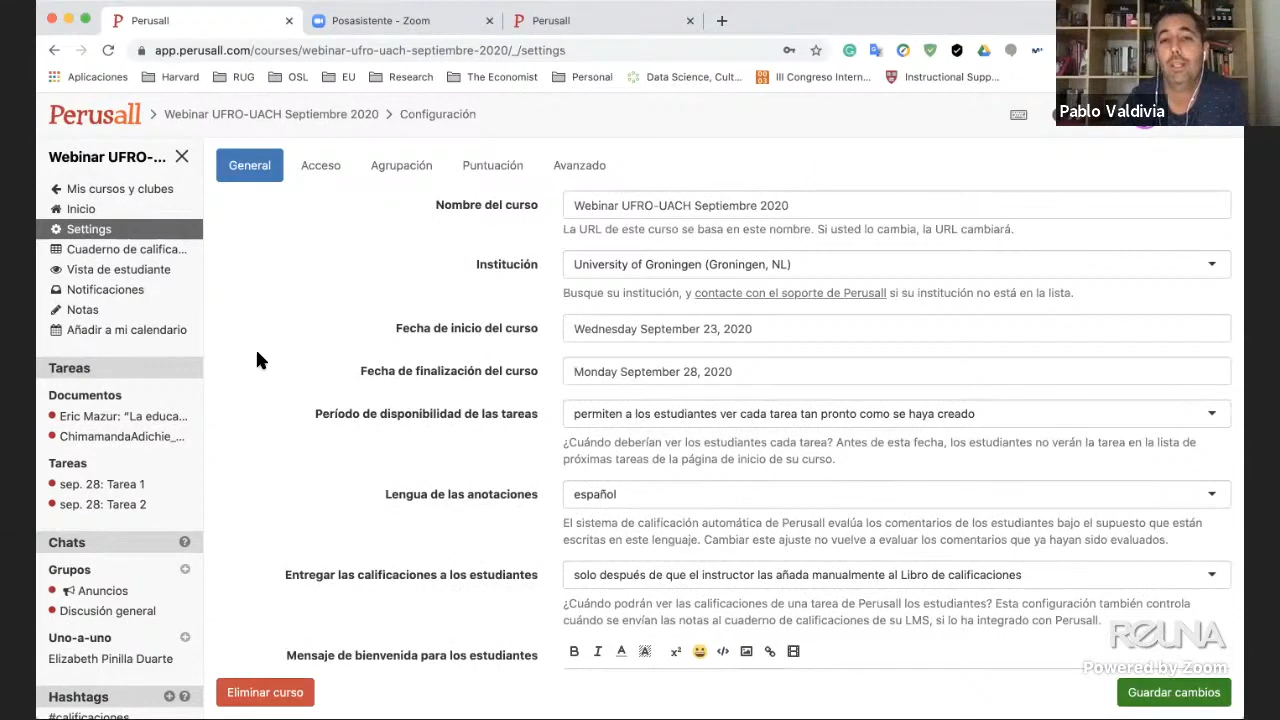 Perusall
Posasistente - Zoom
Perusall
app.perusall.com/courses/webinar-ufro-uach-septiembre-2020/_/settings
Aplicaciones
Harvard
RUG
OSL
EU
Research
The Economist
Personal
Data Science, Cult...
III Congreso Intern...
Instructional Supp...
Pablo Valdivia
Perusall
Webinar UFRO-UACH Septiembre 2020
Configuración
Webinar UFRO-...
Mis cursos y clubes
Inicio
Settings
Cuaderno de califica...
Vista de estudiante
Notificaciones
Notas
Añadir a mi calendario
Tareas
Documentos
Eric Mazur: “La educa...
ChimamandaAdichie_...
Tareas
sep. 28: Tarea 1
sep. 28: Tarea 2
Chats
Grupos
Anuncios
Discusión general
Uno-a-uno
Elizabeth Pinilla Duarte
Hashtags
#calificaciones
General
Acceso
Agrupación
Puntuación
Avanzado
Nombre del curso
Webinar UFRO-UACH Septiembre 2020
La URL de este curso se basa en este nombre. Si usted lo cambia, la URL cambiará.
Institución
University of Groningen (Groningen, NL)
Busque su institución, y contacte con el soporte de Perusall si su institución no está en la lista.
Fecha de inicio del curso
Wednesday September 23, 2020
Fecha de finalización del curso
Monday September 28, 2020
Período de disponibilidad de las tareas
permiten a los estudiantes ver cada tarea tan pronto como se haya creado
¿Cuándo deberían ver los estudiantes cada tarea? Antes de esta fecha, los estudiantes no verán la tarea en la lista de
próximas tareas de la página de inicio de su curso.
Lengua de las anotaciones
español
El sistema de calificación automática de Perusall evalúa los comentarios de los estudiantes bajo el supuesto que están
escritas en este lenguaje. Cambiar este ajuste no vuelve a evaluar los comentarios que ya hayan sido evaluados.
Entregar las calificaciones a los estudiantes
solo después de que el instructor las añada manualmente al Libro de calificaciones
¿Cuándo podrán ver las calificaciones de una tarea de Perusall los estudiantes? Esta configuración también controla
cuándo se envían las notas al cuaderno de calificaciones de su LMS, si lo ha integrado con Perusall.
Mensaje de bienvenida para los estudiantes
Eliminar curso
Guardar cambios
REUNA
Powered by Zoom